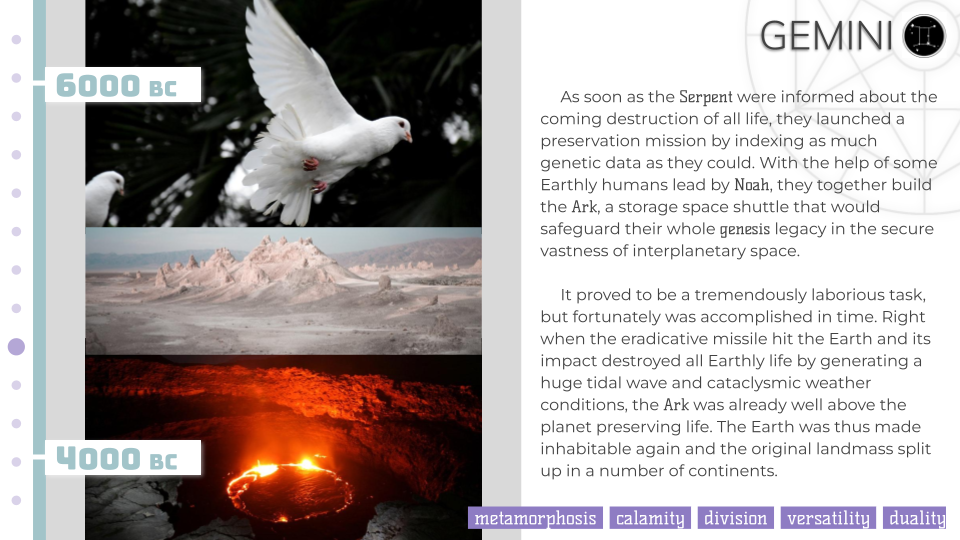 GEMINI
6000 BC
As soon as the Serpent were informed about the
coming destruction of all life, they launched a
preservation mission by indexing as much
genetic data as they could. With the help of some
Earthly humans lead by Noah, they together build
the Ark, a storage space shuttle that would
safeguard their whole genesis legacy in the secure
vastness of interplanetary space.
It proved to be a tremendously laborious task,
but fortunately was accomplished in time. Right
when the eradicative missile hit the Earth and its
impact destroyed all Earthly life by generating a
huge tidal wave and cataclysmic weather
conditions, the Ark was already well above the
planet preserving life. The Earth was thus made
inhabitable again and the original landmass split
up in a number of continents.
4000 BC
metamorphosis calamity division versatility duality